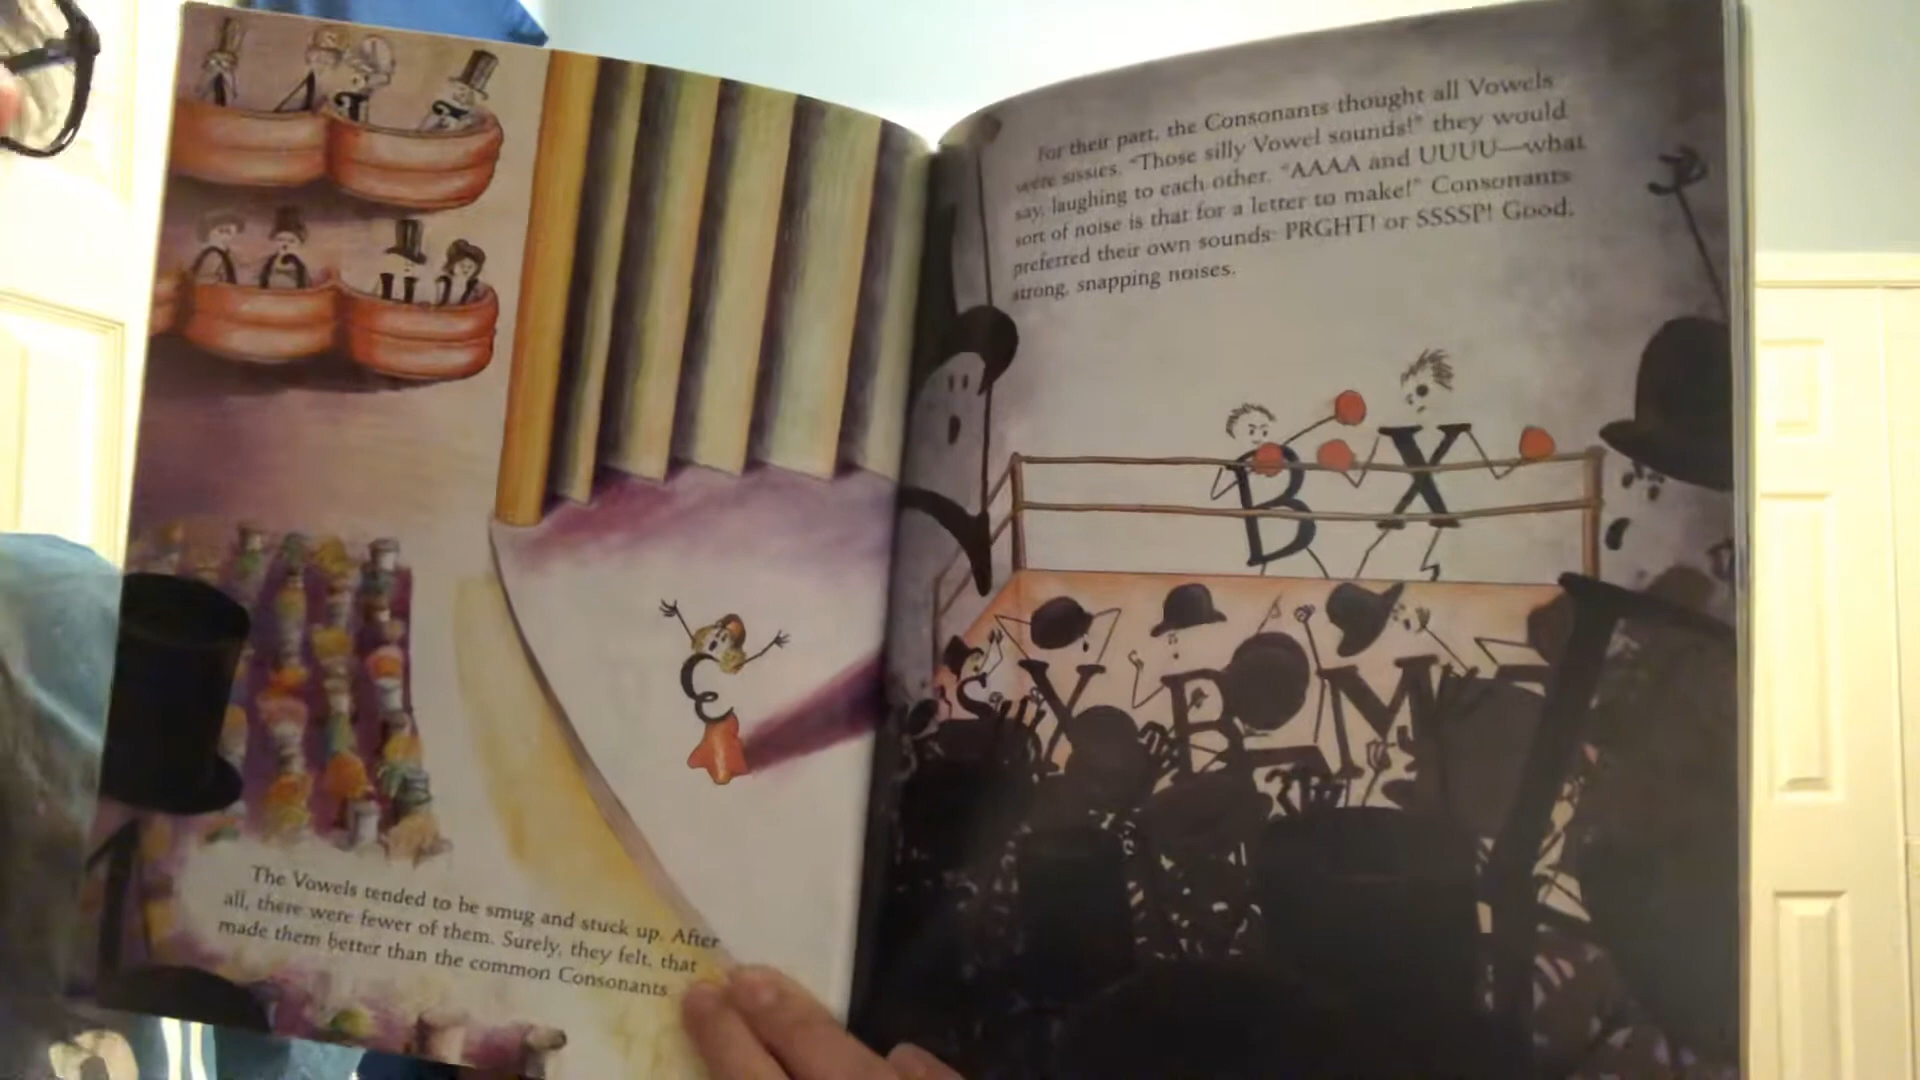 The Vowels tended to be smug and stuck up. After
all, there were fewer of them. Surely, they felt, that
made them better than the common Consonants
For their part, the Consonants thought all Vowels
were sissies. "Those silly Vowel sounds!" they would
say, laughing to each other. "AAAA and UUUU—what
sort of noise is that for a letter to make!" Consonants
preferred their own sounds: PRGHT! or SSSSP! Good,
strong, snapping noises.
B X
S Y B M